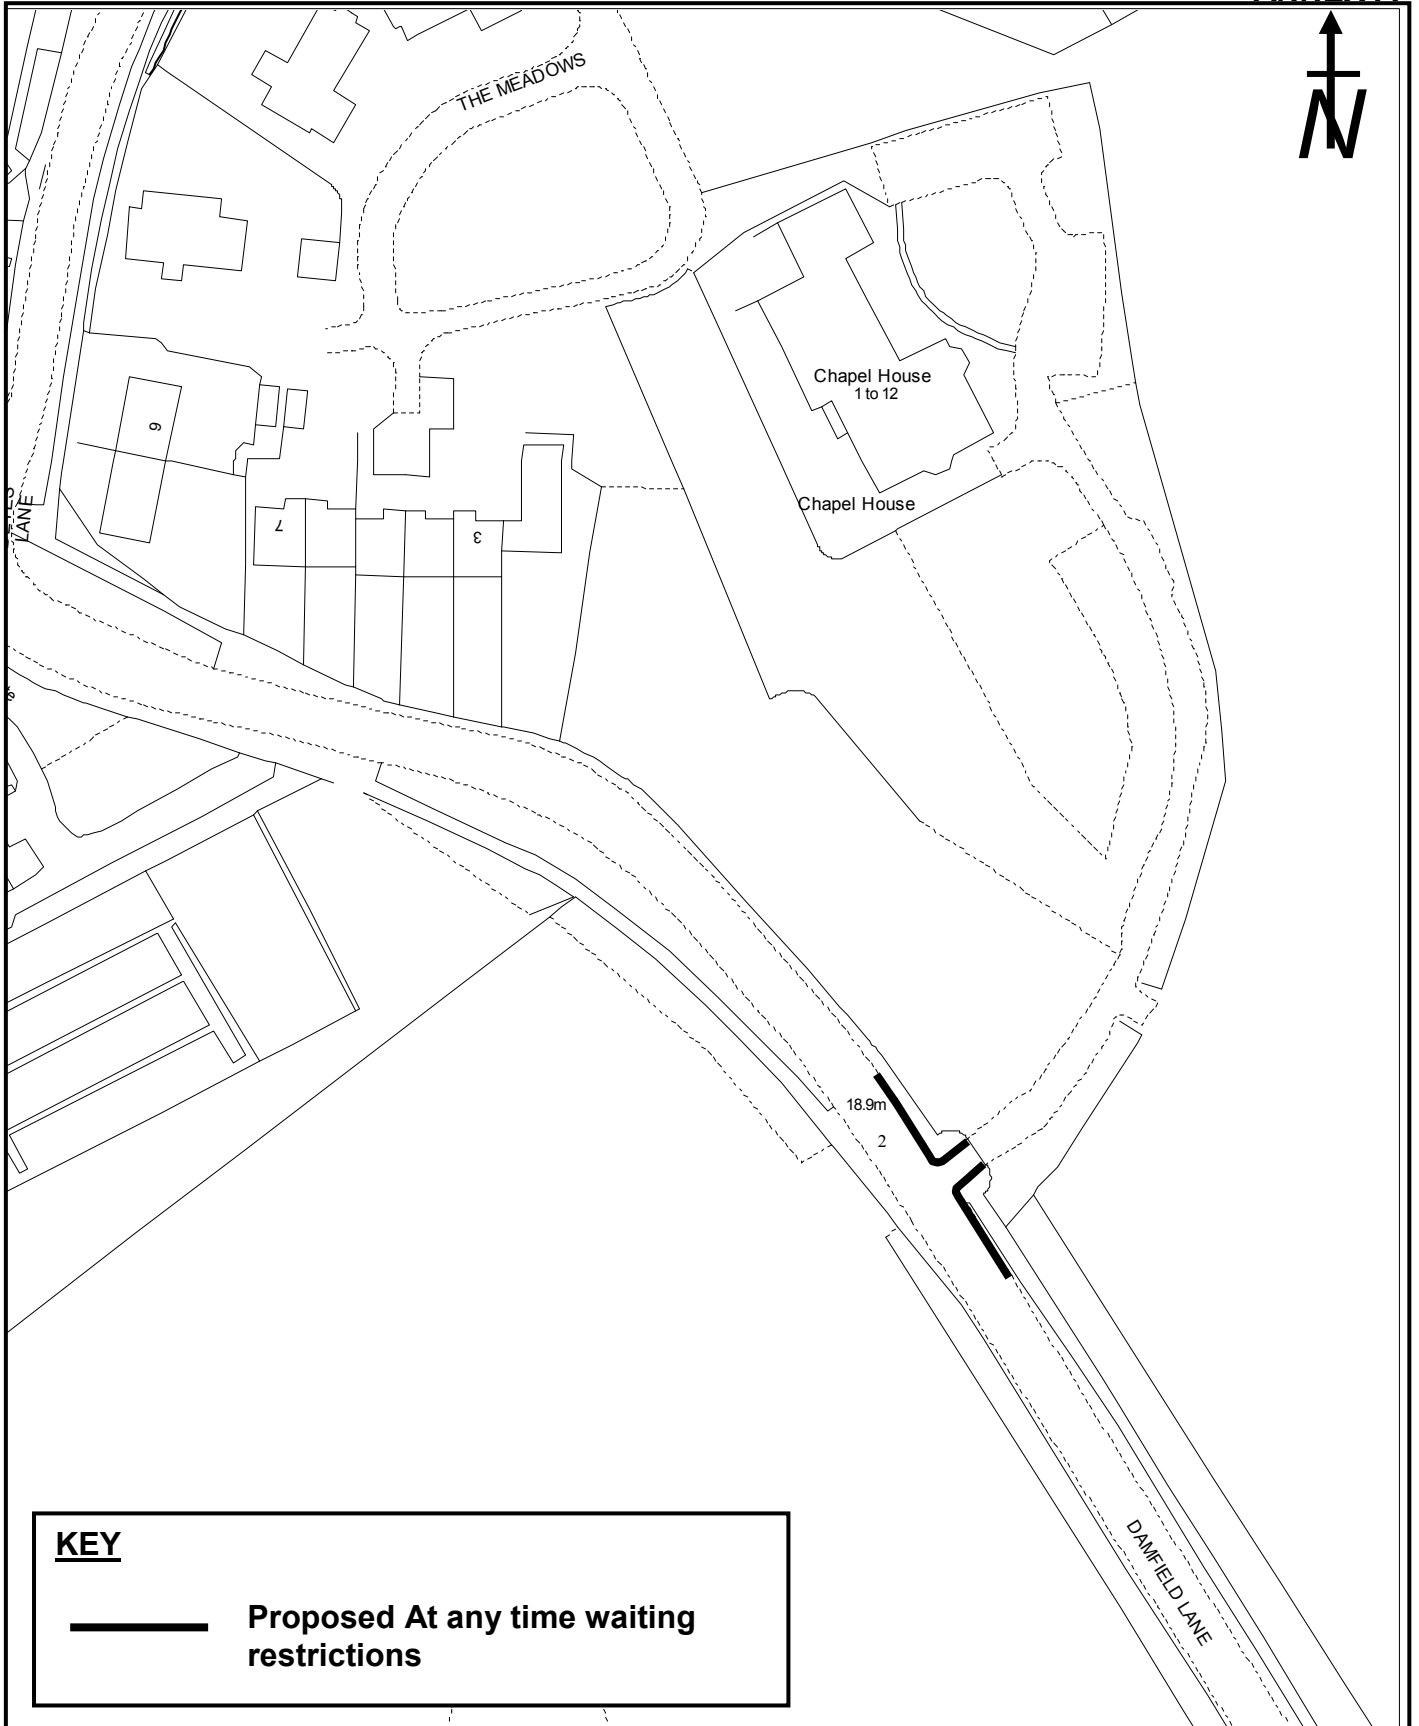 N
THE MEADOWS
Chapel House
1 to 12
6
LANE
Chapel House
7
3
18.9m
2
DAMFIELD LANE
KEY
Proposed At any time waiting
restrictions